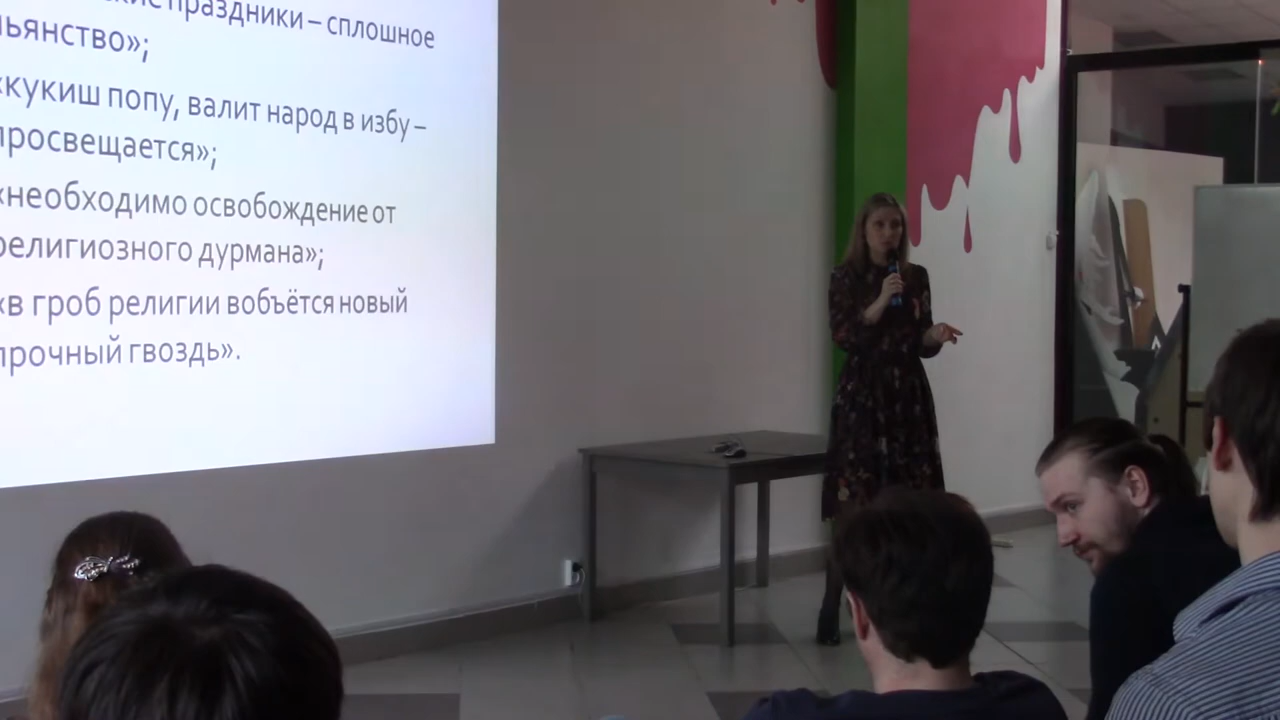 праздники – сплошное
пьянство»;
«кукиш попу, валит народ в избу –
просвещается»;
«необходимо освобождение от
религиозного дурмана»;
«в гроб религии вобьётся новый
прочный гвоздь».